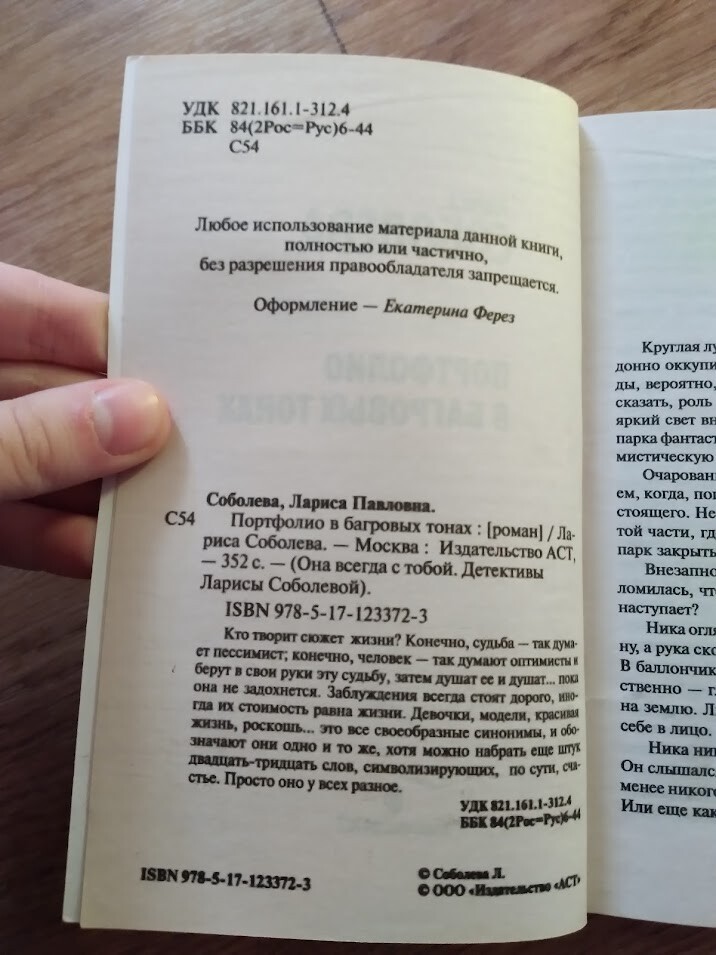 УДК 821.161.1-312.4
ББК 84(2Рос=Рус)6-44
С54
Любое использование материала данной книги,
полностью или частично,
без разрешения правообладателя запрещается.
Оформление — Екатерина Ферез
Соболева, Лариса Павловна.
С54 Портфолио в багровых тонах : [роман] / Ла-
риса Соболева. — Москва : Издательство АСТ,
— 352 с. — (Она всегда с тобой. Детективы
Ларисы Соболевой).
ISBN 978-5-17-123372-3
Кто творит сюжет жизни? Конечно, судьба — так дума-
ет пессимист; конечно, человек — так думают оптимисты и
берут в свои руки эту судьбу, затем душат ее и душат... пока
она не задохнется. Заблуждения всегда стоят дорого, ино-
гда их стоимость равна жизни. Девочки, модели, красивая
жизнь, роскошь... это все своеобразные синонимы, и обо-
значают они одно и то же, хотя можно набрать еще штук
двадцать-тридцать слов, символизирующих, по сути, сча-
стье. Просто оно у всех разное.
УДК 821.161.1-312.4
ББК 84(2Рос=Рус)6-44
ISBN 978-5-17-123372-3
© Соболева Л.
© ООО «Издательство «АСТ»
Круглая лу
донно оккупи
ды, вероятно,
сказать, роль
яркий свет вн
парка фантаст
мистическую
Очарован
ем, когда, пог
стоящего. Не
той части, гд
парк закрыть
Внезапно
ломилась, чт
наступает?
Ника огля
ну, а рука ско
В баллончик
ственно — г
на землю. Л
себе в лицо.
Ника ни
Он слышалс
менее никог
Или еще как